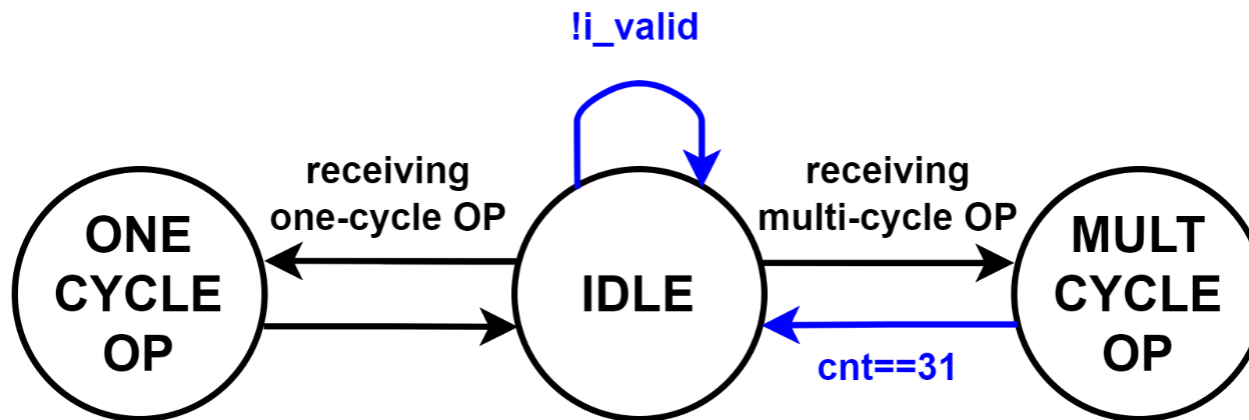 !i_valid
receiving
one-cycle OP
receiving
multi-cycle OP
ONE
CYCLE
OP
IDLE
MULT
CYCLE
OP
cnt==31